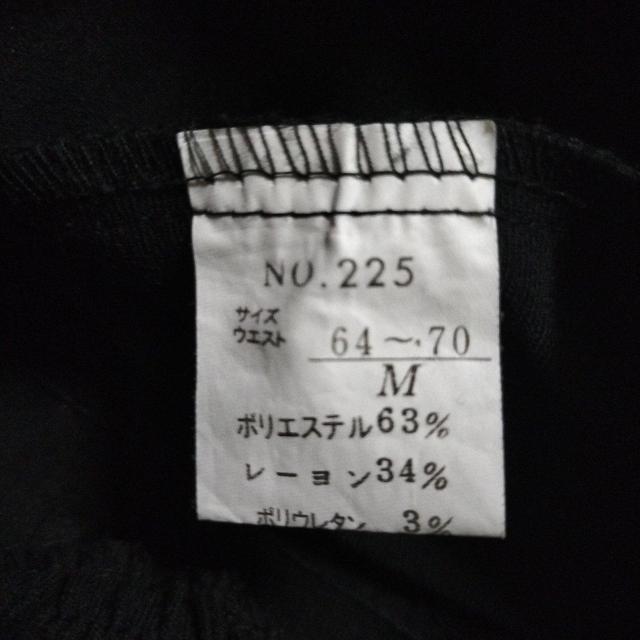 NO.225
サイズ
ウエスト 64〜70
M
ポリエステル63%
レーヨン34%
ポリウレタン 3%